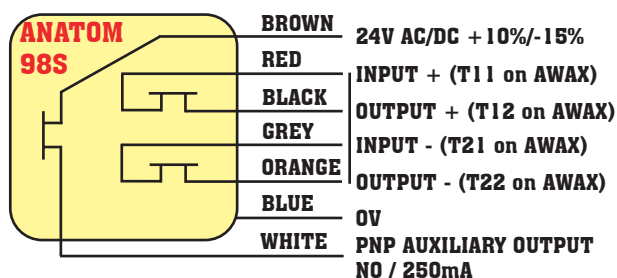 ANATOM
98S
BROWN 24V AC/DC +10%/-15%
RED INPUT + (T11 on AWAX)
BLACK OUTPUT + (T12 on AWAX)
GREY INPUT - (T21 on AWAX)
ORANGE OUTPUT - (T22 on AWAX)
BLUE 0V
WHITE PNP AUXILIARY OUTPUT
NO / 250mA